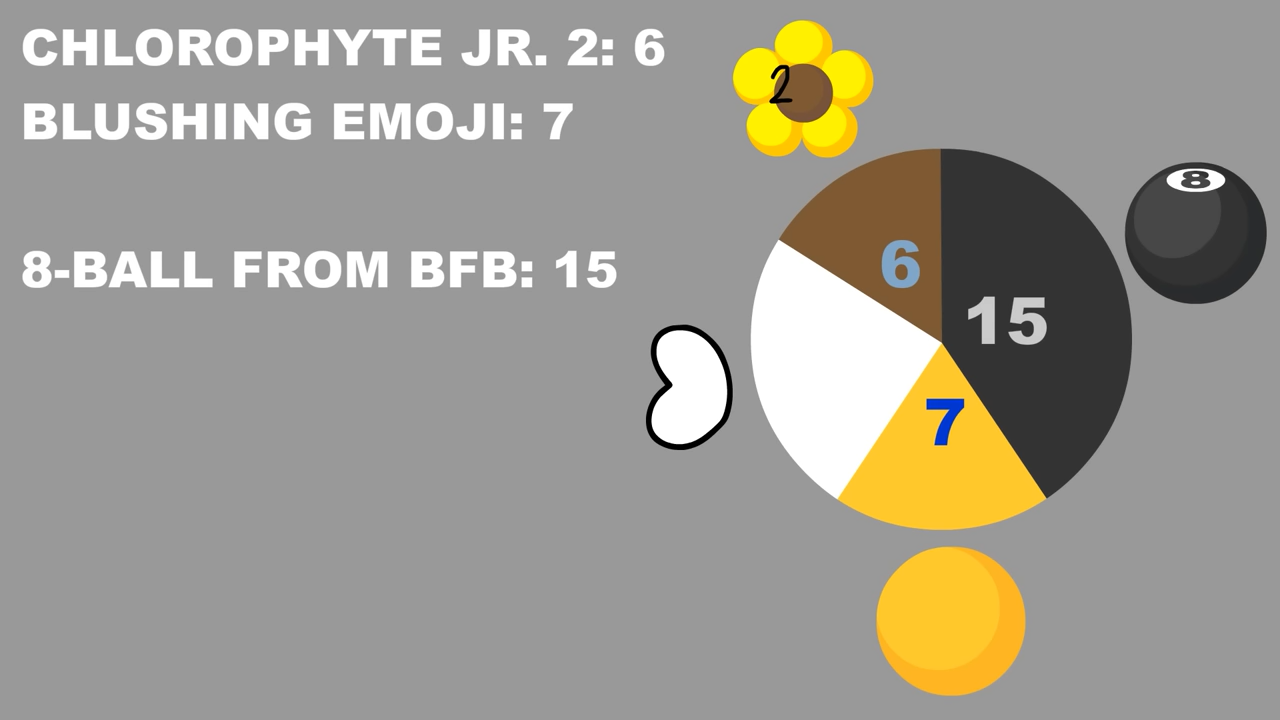 CHLOROPHYTE JR. 2: 6
BLUSHING EMOJI: 7
8-BALL FROM BFB: 15
2
8
6
15
7